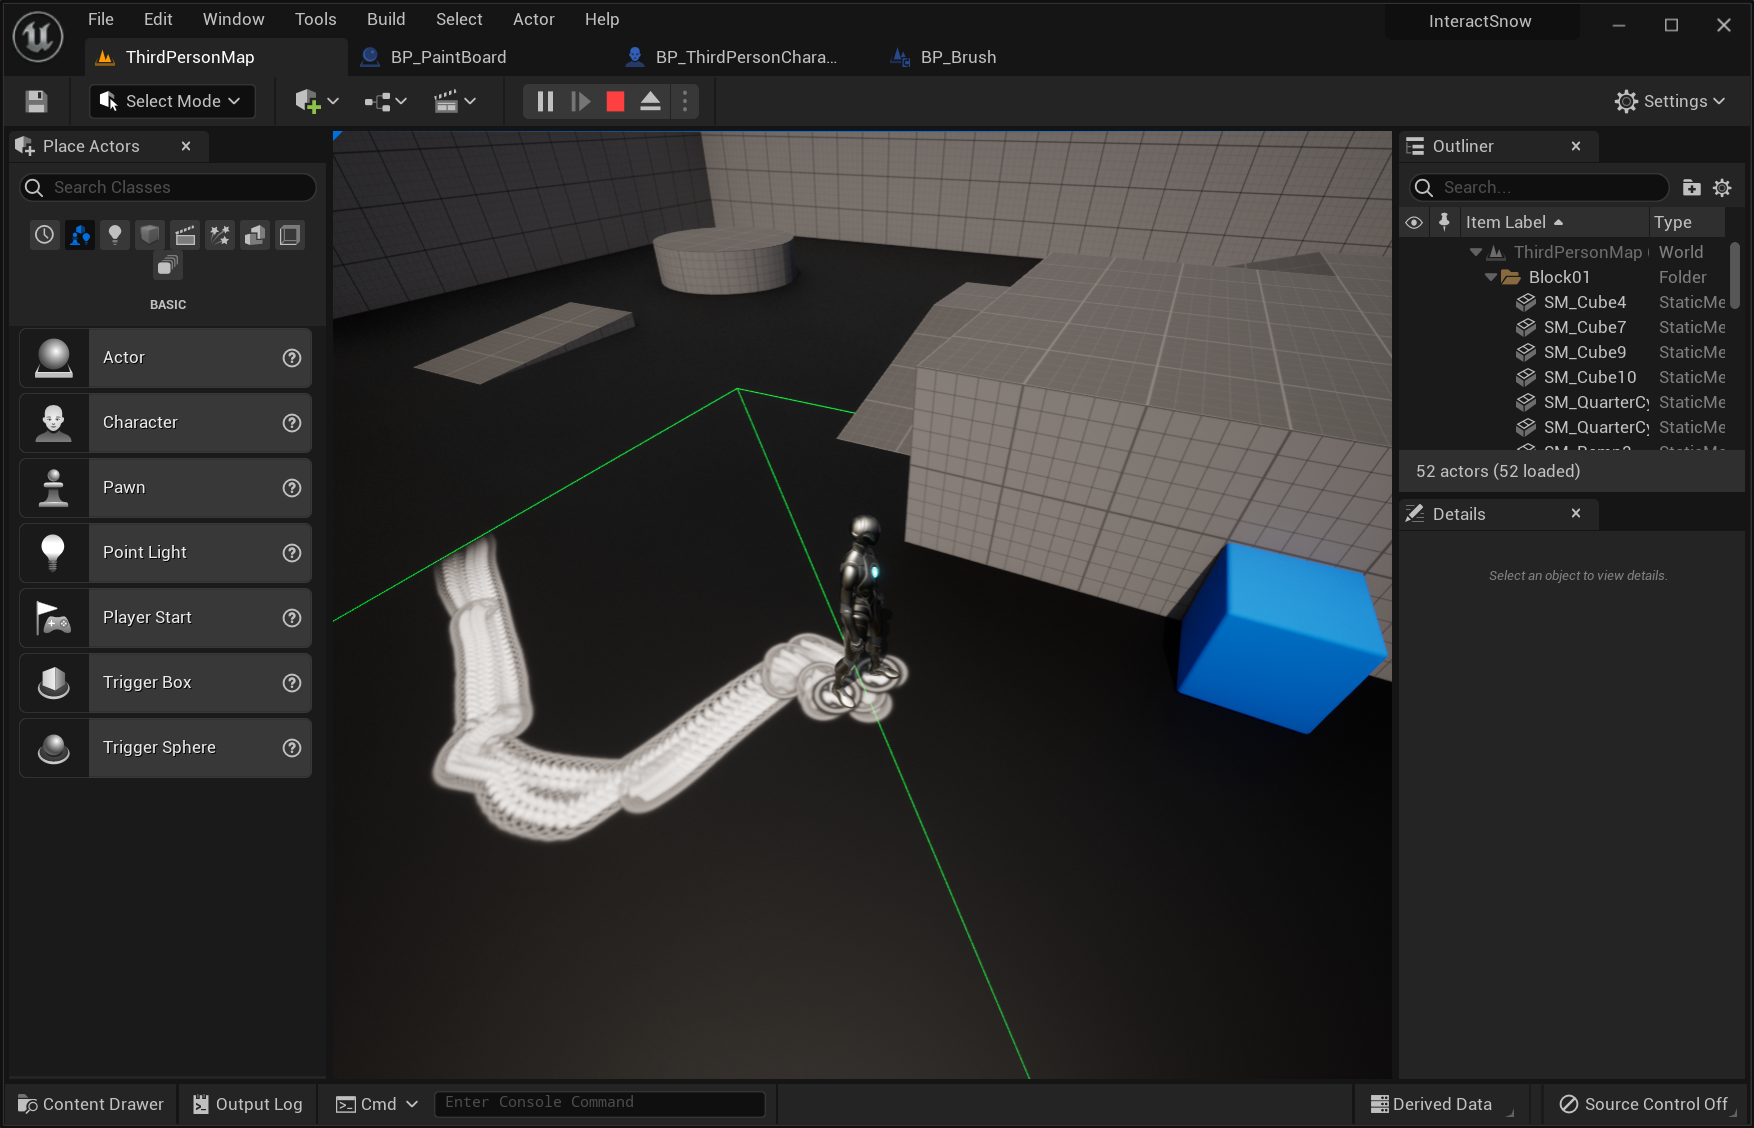 File Edit Window Tools Build Select Actor Help
InteractSnow
ThirdPersonMap
BP_PaintBoard
BP_ThirdPersonChara...
BP_Brush
Select Mode
Settings
Place Actors
Search Classes
BASIC
Actor
Character
Pawn
Point Light
Player Start
Trigger Box
Trigger Sphere
Outliner
Search...
Item Label Type
ThirdPersonMap ( World
Block01 Folder
SM_Cube4 StaticMe
SM_Cube7 StaticMe
SM_Cube9 StaticMe
SM_Cube10 StaticMe
SM_QuarterCy StaticMe
SM_QuarterCy StaticMe
52 actors (52 loaded)
Details
Select an object to view details.
Content Drawer
Output Log
Cmd
Enter Console Command
Derived Data
Source Control Off